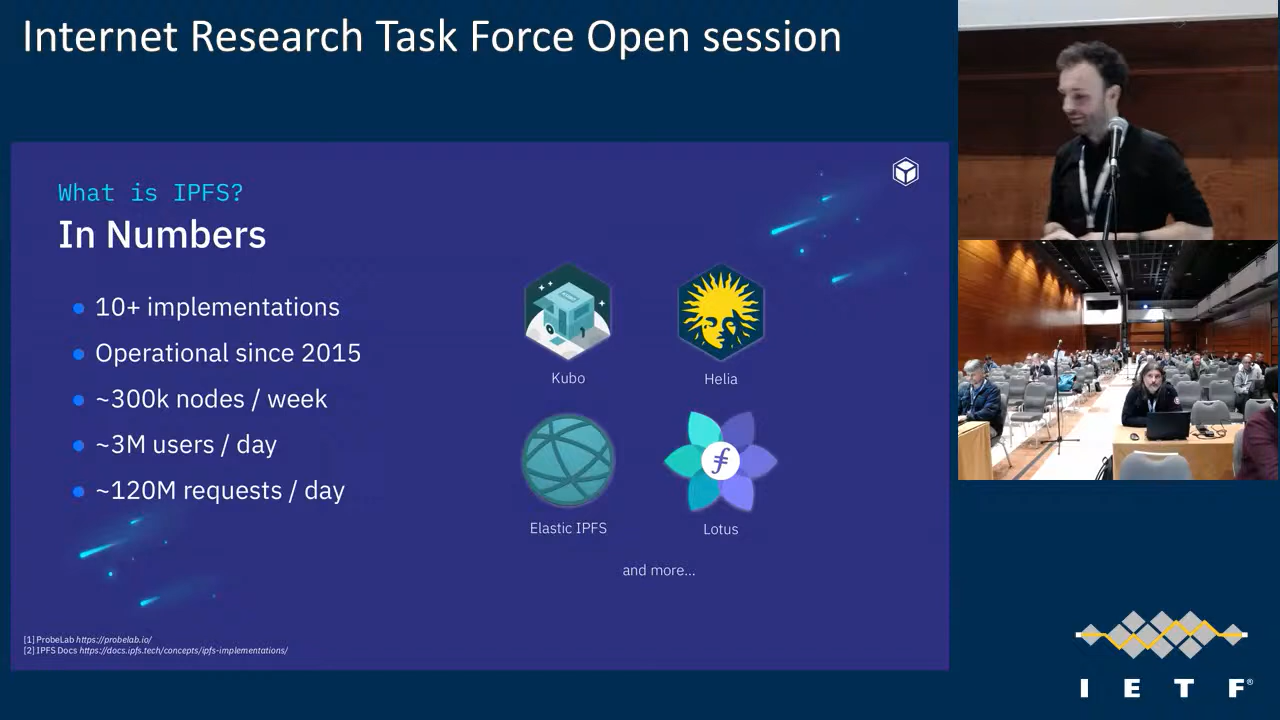 Internet Research Task Force Open session
What is IPFS?
In Numbers
10+ implementations
Operational since 2015
~300k nodes / week
~3M users / day
~120M requests / day
Kubo
Helia
Elastic IPFS
Lotus
and more...
[1] ProbeLab https://probelab.io/
[2] IPFS Docs https://docs.ipfs.tech/concepts/ipfs-implementations/
I E T F®